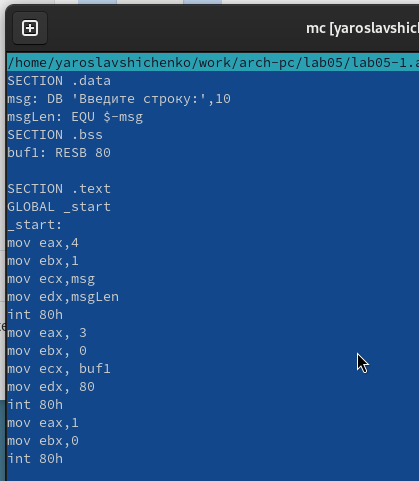 mc [yaroslavshich
/home/yaroslavshichenko/work/arch-pc/lab05/lab05-1.a
SECTION .data
msg: DB 'Введите строку:',10
msgLen: EQU $-msg
SECTION .bss
buf1: RESB 80
SECTION .text
GLOBAL _start
_start:
mov eax,4
mov ebx,1
mov ecx,msg
mov edx,msgLen
int 80h
mov eax, 3
mov ebx, 0
mov ecx, buf1
mov edx, 80
int 80h
mov eax,1
mov ebx,0
int 80h